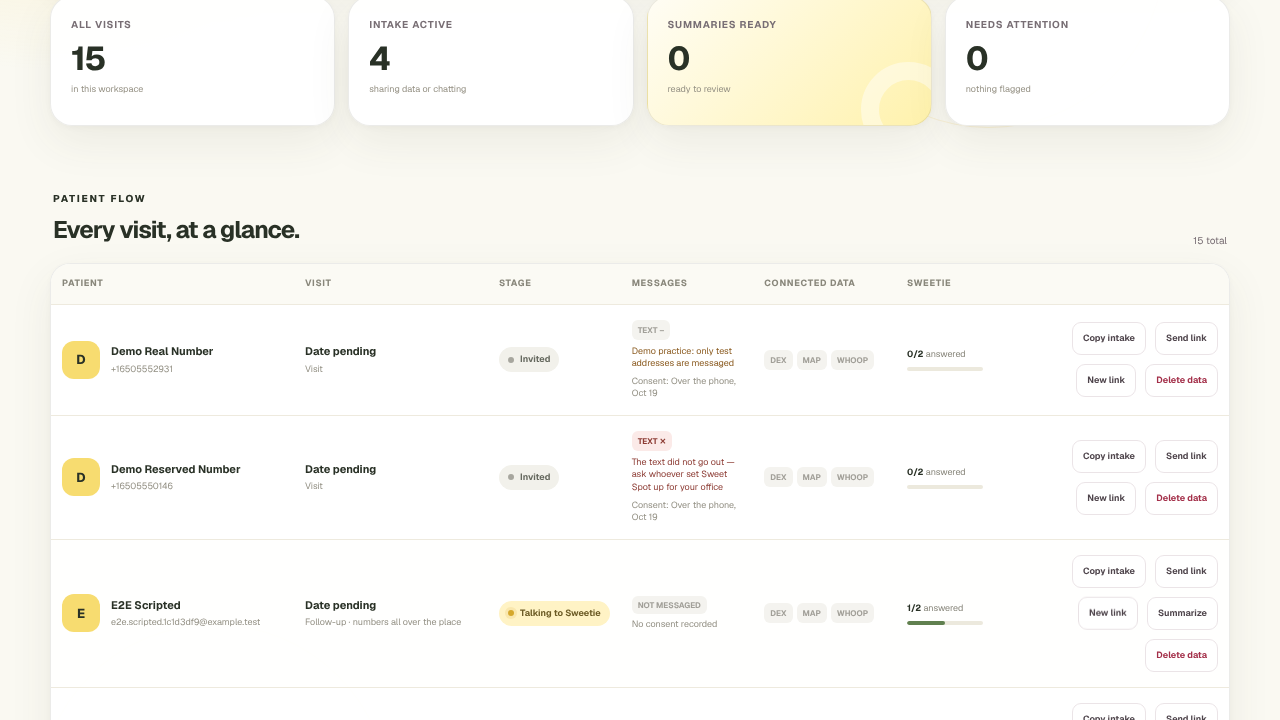 ALL VISITS
15
in this workspace
INTAKE ACTIVE
4
sharing data or chatting
SUMMARIES READY
0
ready to review
NEEDS ATTENTION
0
nothing flagged
PATIENT FLOW
Every visit, at a glance.
15 total
PATIENT
VISIT
STAGE
MESSAGES
CONNECTED DATA
SWEETIE
D
Demo Real Number
+16505552931
Date pending
Visit
Invited
TEXT –
Demo practice: only test
addresses are messaged
Consent: Over the phone,
Oct 19
DEX
MAP
WHOOP
0/2 answered
Copy intake
Send link
New link
Delete data
D
Demo Reserved Number
+16505550146
Date pending
Visit
Invited
TEXT ×
The text did not go out —
ask whoever set Sweet
Spot up for your office
Consent: Over the phone,
Oct 19
DEX
MAP
WHOOP
0/2 answered
Copy intake
Send link
New link
Delete data
E
E2E Scripted
e2e.scripted.1c1d3df9@example.test
Date pending
Follow-up · numbers all over the place
Talking to Sweetie
NOT MESSAGED
No consent recorded
DEX
MAP
WHOOP
1/2 answered
Copy intake
Send link
New link
Summarize
Delete data
Copy intake
Send link